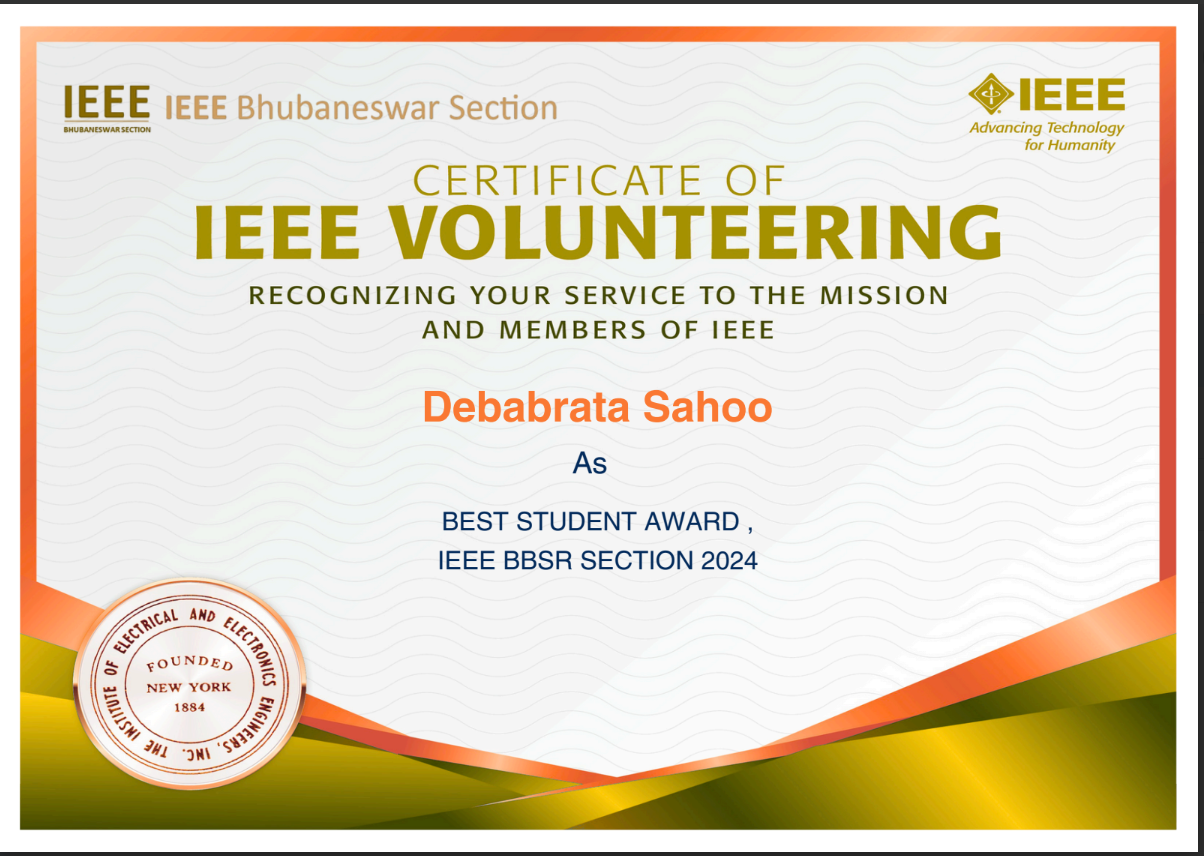 IEEE
BHUBANESWAR SECTION
IEEE Bhubaneswar Section
IEEE
Advancing Technology
for Humanity
CERTIFICATE OF
IEEE VOLUNTEERING
RECOGNIZING YOUR SERVICE TO THE MISSION
AND MEMBERS OF IEEE
Debabrata Sahoo
As
BEST STUDENT AWARD ,
IEEE BBSR SECTION 2024
THE INSTITUTE OF ELECTRICAL AND ELECTRONICS ENGINEERS, INC.
FOUNDED
NEW YORK
1884